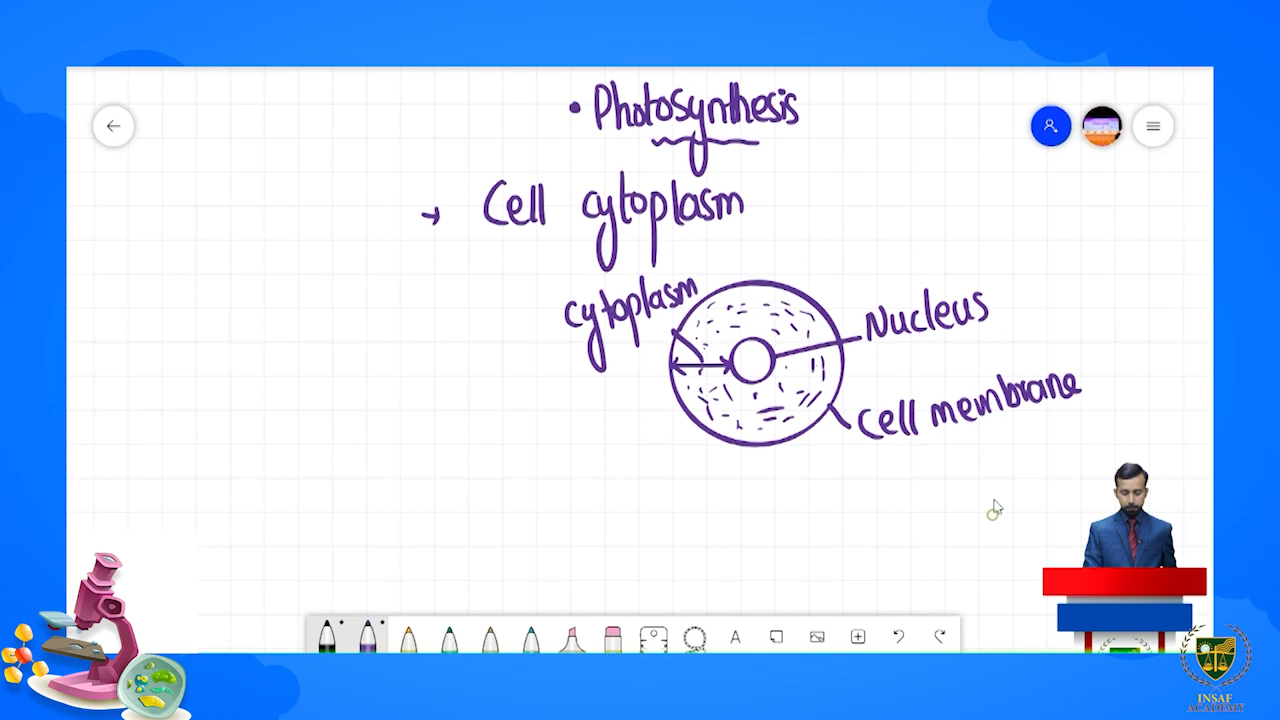 • Photosynthesis
→ Cell cytoplasm
cytoplasm
Nucleus
Cell membrane
A
INSAF
ACADEMY